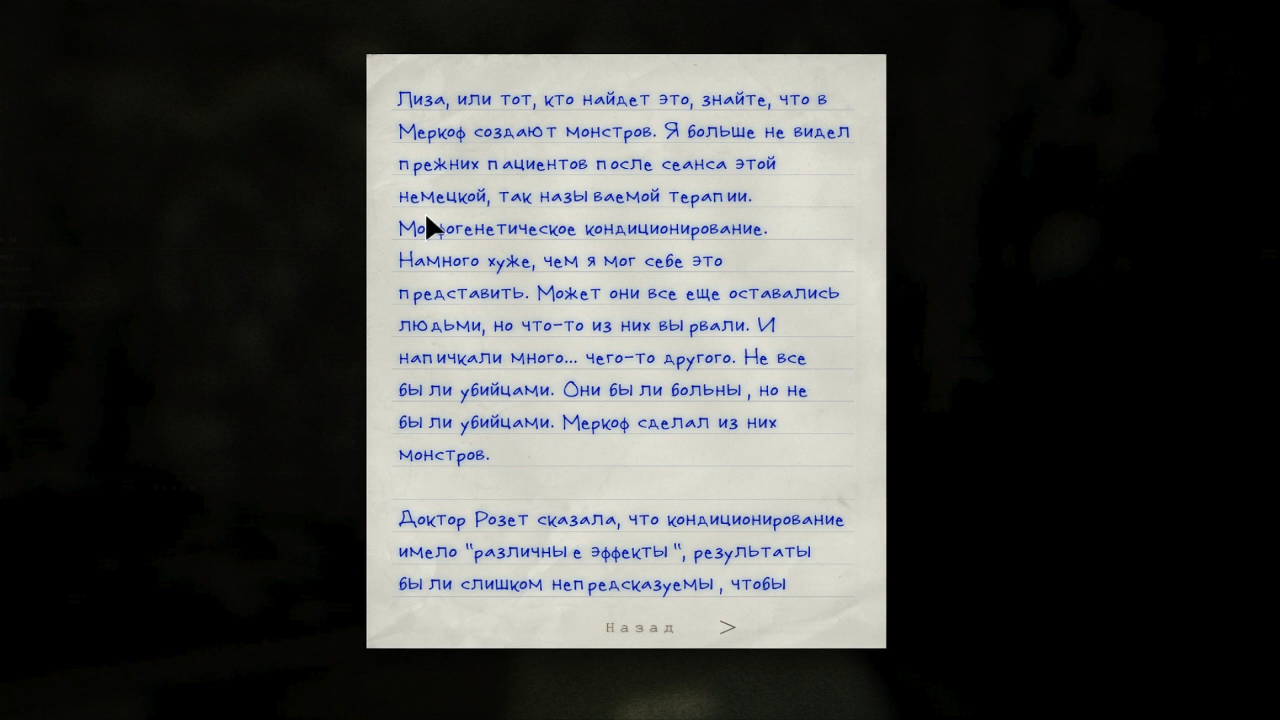 Лиза, или тот, кто найдет это, знайте, что в
Меркоф создают монстров. Я больше не видел
прежних пациентов после сеанса этой
немецкой, так называемой терапии.
Морфогенетическое кондиционирование.
Намного хуже, чем я мог себе это
представить. Может они все еще оставались
людьми, но что-то из них вырвали. И
напичкали много... чего-то другого. Не все
были убийцами. Они были больны, но не
были убийцами. Меркоф сделал из них
монстров.
Доктор Розет сказала, что кондиционирование
имело "различные эффекты", результаты
были слишком непредсказуемы, чтобы
Назад >